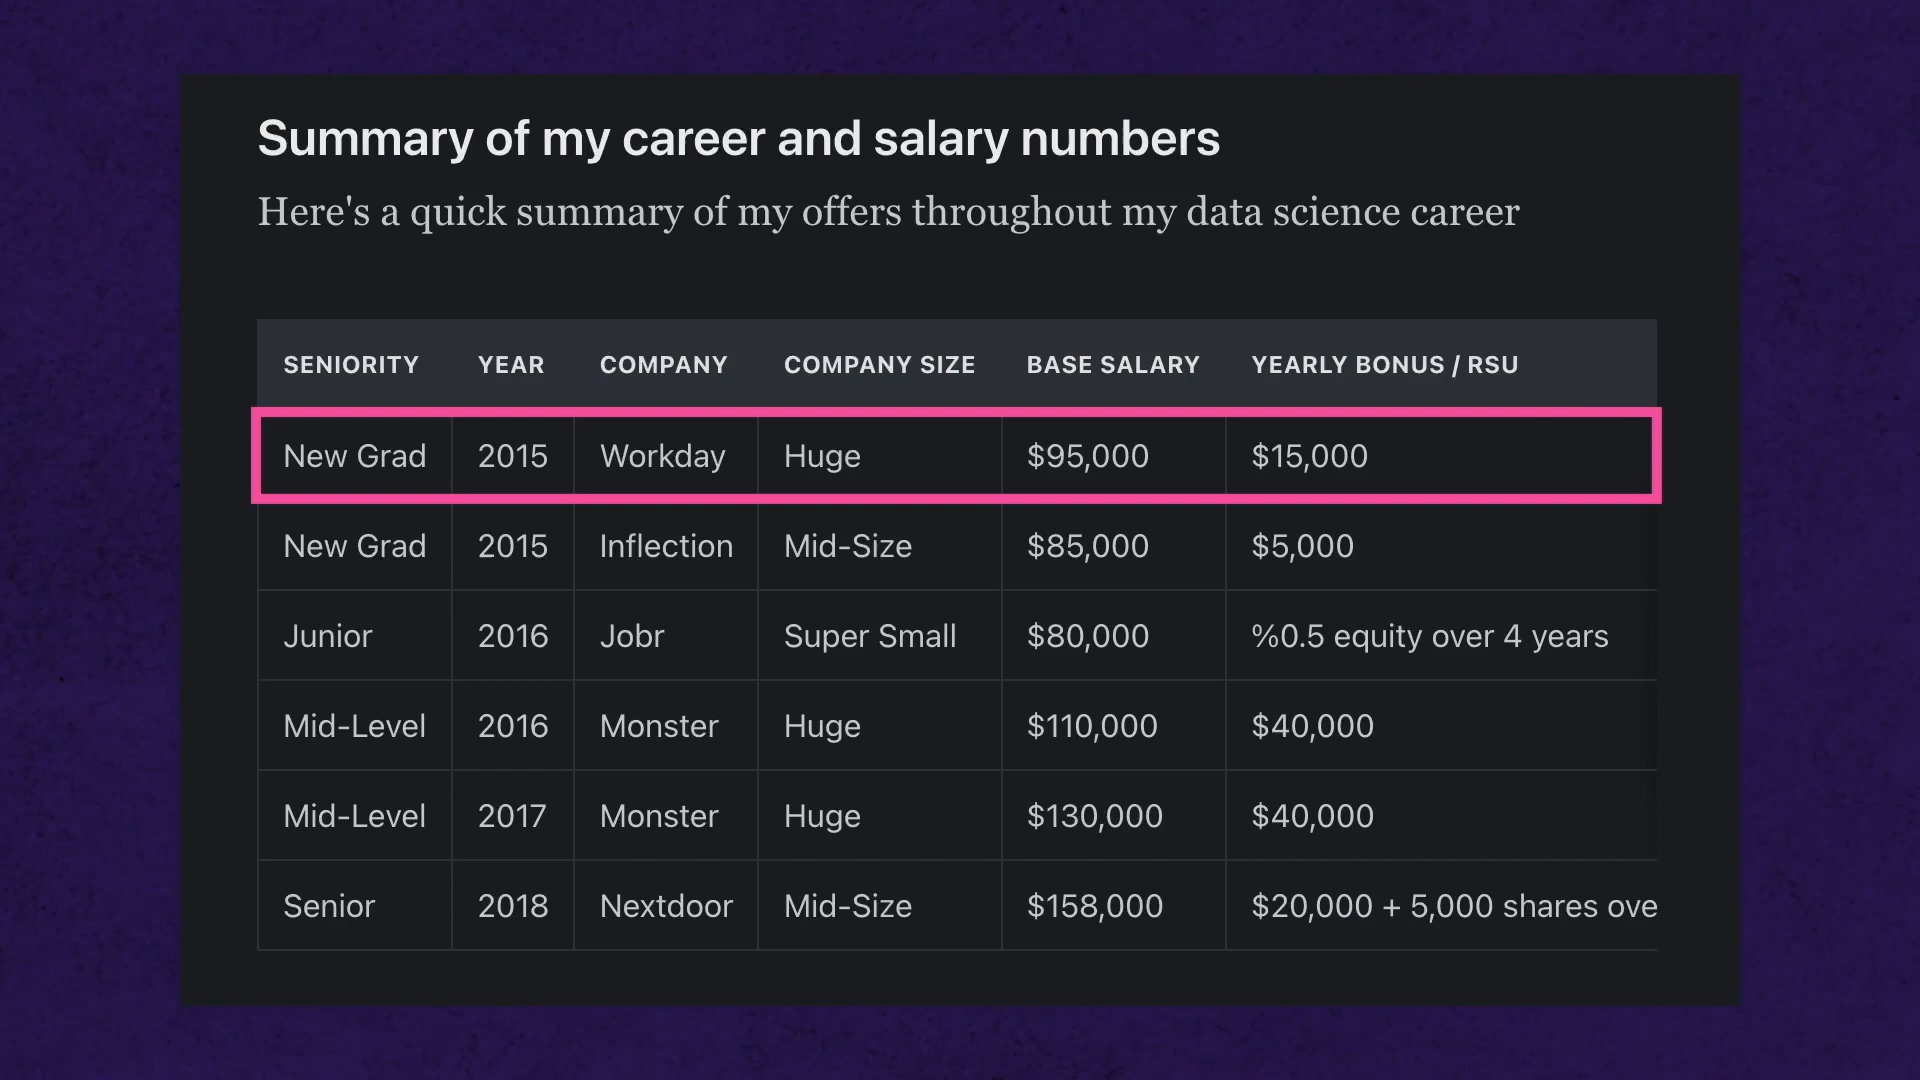 Summary of my career and salary numbers
Here's a quick summary of my offers throughout my data science career
SENIORITY YEAR COMPANY COMPANY SIZE BASE SALARY YEARLY BONUS / RSU
New Grad 2015 Workday Huge $95,000 $15,000
New Grad 2015 Inflection Mid-Size $85,000 $5,000
Junior 2016 Jobr Super Small $80,000 %0.5 equity over 4 years
Mid-Level 2016 Monster Huge $110,000 $40,000
Mid-Level 2017 Monster Huge $130,000 $40,000
Senior 2018 Nextdoor Mid-Size $158,000 $20,000 + 5,000 shares ove